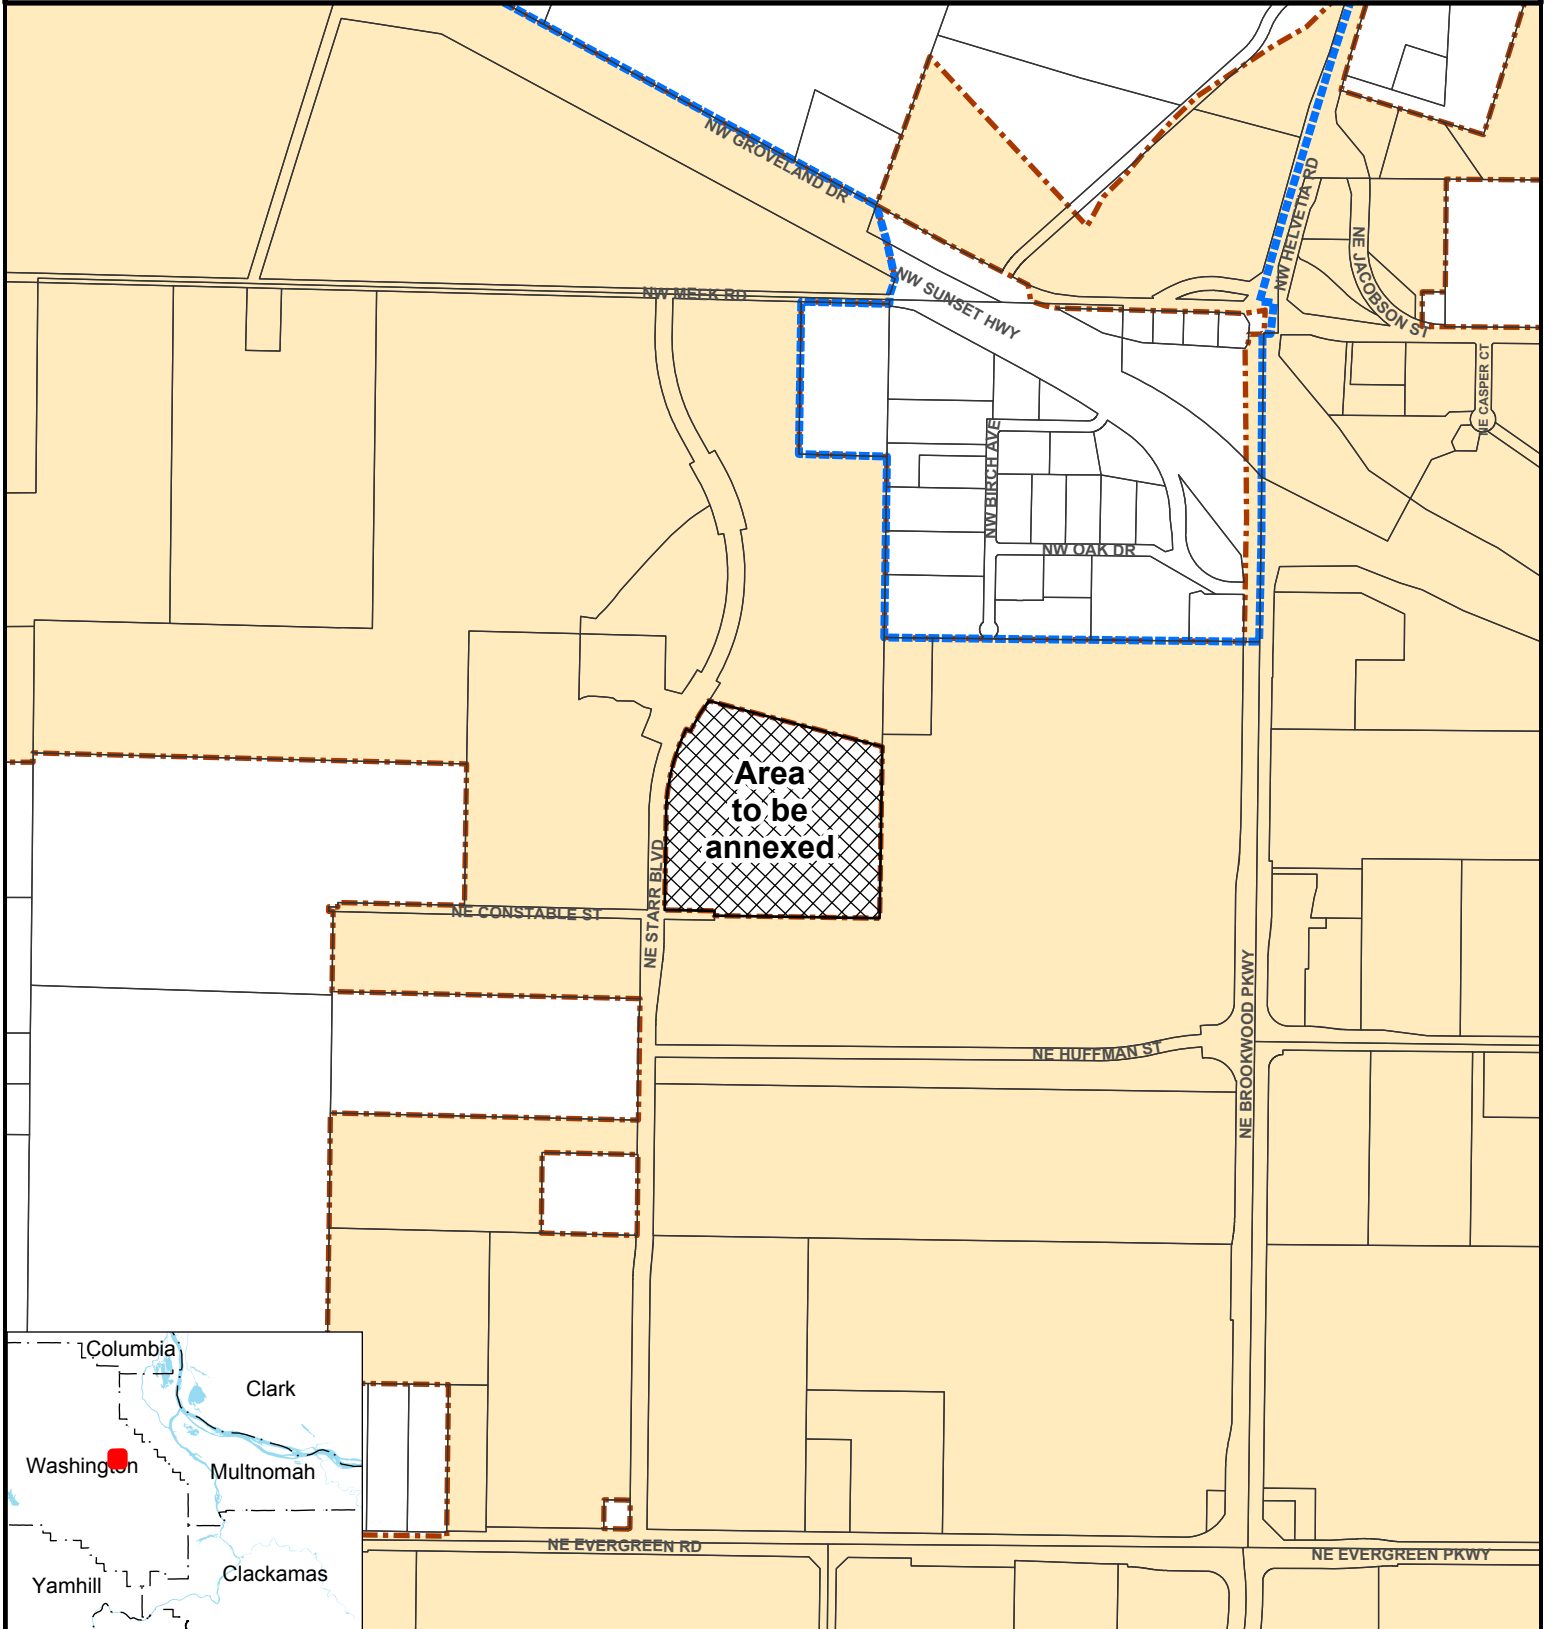 NW GROVELAND DR
NW HELVETIA RD
NE JACOBSON ST
NW SUNSET HWY
NW MEEK RD
NE CASPER CT
NW BIRCH AVE
NW OAK DR
Area
to be
annexed
NE STARR BLVD
NE CONSTABLE ST
NE BROOKWOOD PKWY
NE HUFFMAN ST
Columbia
Clark
Washington
Multnomah
Yamhill
Clackamas
NE EVERGREEN RD
NE EVERGREEN PKWY